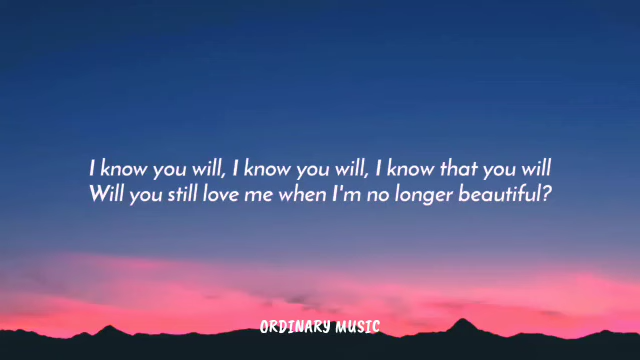 I know you will, I know you will, I know that you will
Will you still love me when I'm no longer beautiful?
ORDINARY MUSIC